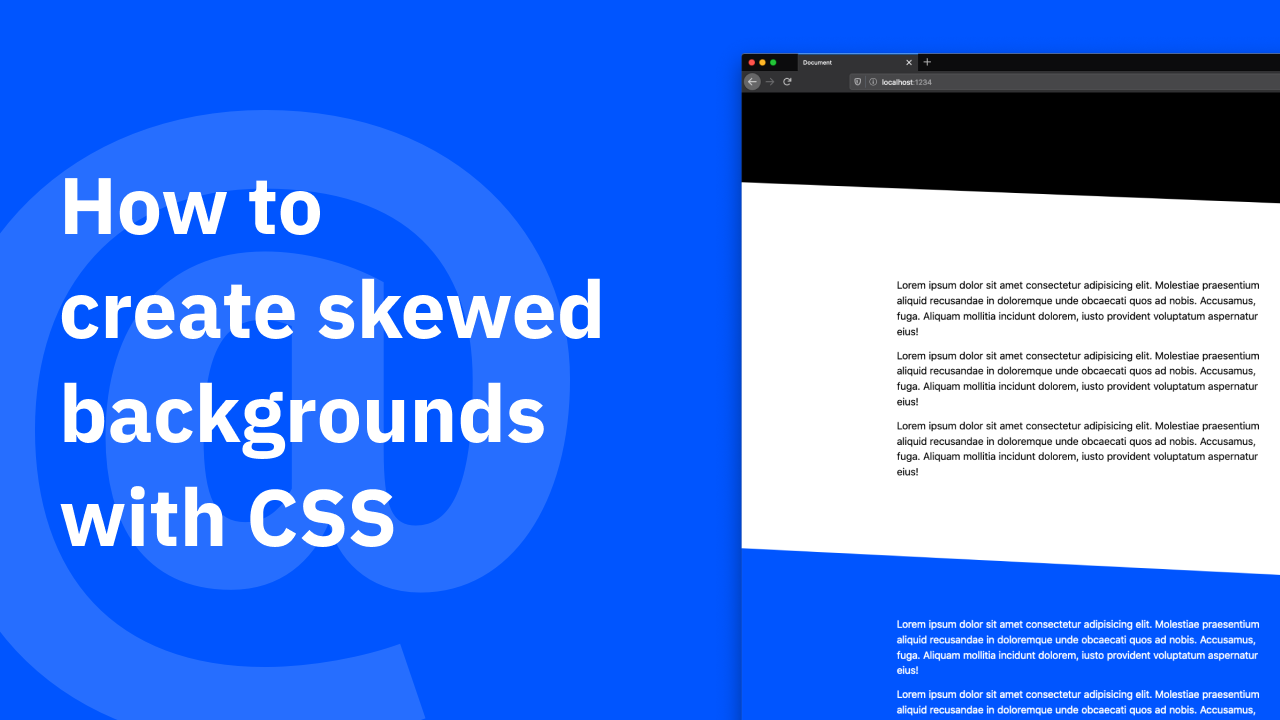 How to
create skewed
backgrounds
with CSS
@
Document
localhost:1234
Lorem ipsum dolor sit amet consectetur adipisicing elit. Molestiae praesentium
aliquid recusandae in doloremque unde obcaecati quos ad nobis. Accusamus,
fuga. Aliquam mollitia incidunt dolorem, iusto provident voluptatum aspernatur
eius!
Lorem ipsum dolor sit amet consectetur adipisicing elit. Molestiae praesentium
aliquid recusandae in doloremque unde obcaecati quos ad nobis. Accusamus,
fuga. Aliquam mollitia incidunt dolorem, iusto provident voluptatum aspernatur
eius!
Lorem ipsum dolor sit amet consectetur adipisicing elit. Molestiae praesentium
aliquid recusandae in doloremque unde obcaecati quos ad nobis. Accusamus,
fuga. Aliquam mollitia incidunt dolorem, iusto provident voluptatum aspernatur
eius!
Lorem ipsum dolor sit amet consectetur adipisicing elit. Molestiae praesentium
aliquid recusandae in doloremque unde obcaecati quos ad nobis. Accusamus,
fuga. Aliquam mollitia incidunt dolorem, iusto provident voluptatum aspernatur
eius!
Lorem ipsum dolor sit amet consectetur adipisicing elit. Molestiae praesentium
aliquid recusandae in doloremque unde obcaecati quos ad nobis. Accusamus,